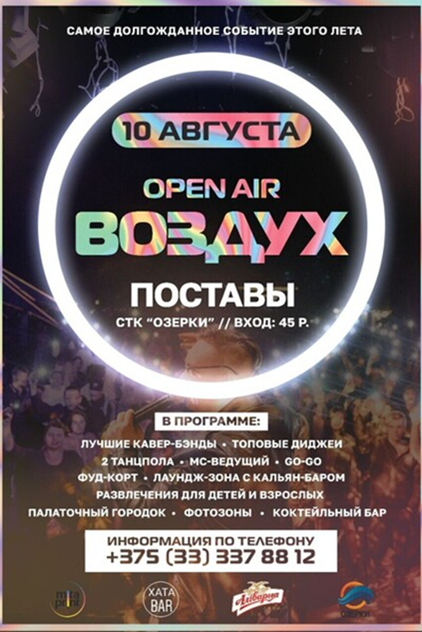 САМОЕ ДОЛГОЖДАННОЕ СОБЫТИЕ ЭТОГО ЛЕТА
10 АВГУСТА
OPEN AIR
ВОЗДУХ
ПОСТАВЫ
СТК "ОЗЕРКИ" // ВХОД: 45 Р.
В ПРОГРАММЕ:
ЛУЧШИЕ КАВЕР-БЭНДЫ • ТОПОВЫЕ ДИДЖЕИ
2 ТАНЦПОЛА • МС-ВЕДУЩИЙ • GO-GO
ФУД-КОРТ • ЛАУНДЖ-ЗОНА С КАЛЬЯН-БАРОМ
РАЗВЛЕЧЕНИЯ ДЛЯ ДЕТЕЙ И ВЗРОСЛЫХ
ПАЛАТОЧНЫЙ ГОРОДОК • ФОТОЗОНЫ • КОКТЕЙЛЬНЫЙ БАР
ИНФОРМАЦИЯ ПО ТЕЛЕФОНУ
+375 (33) 337 88 12
mita
print
ХАТА
BAR
Аліварыя